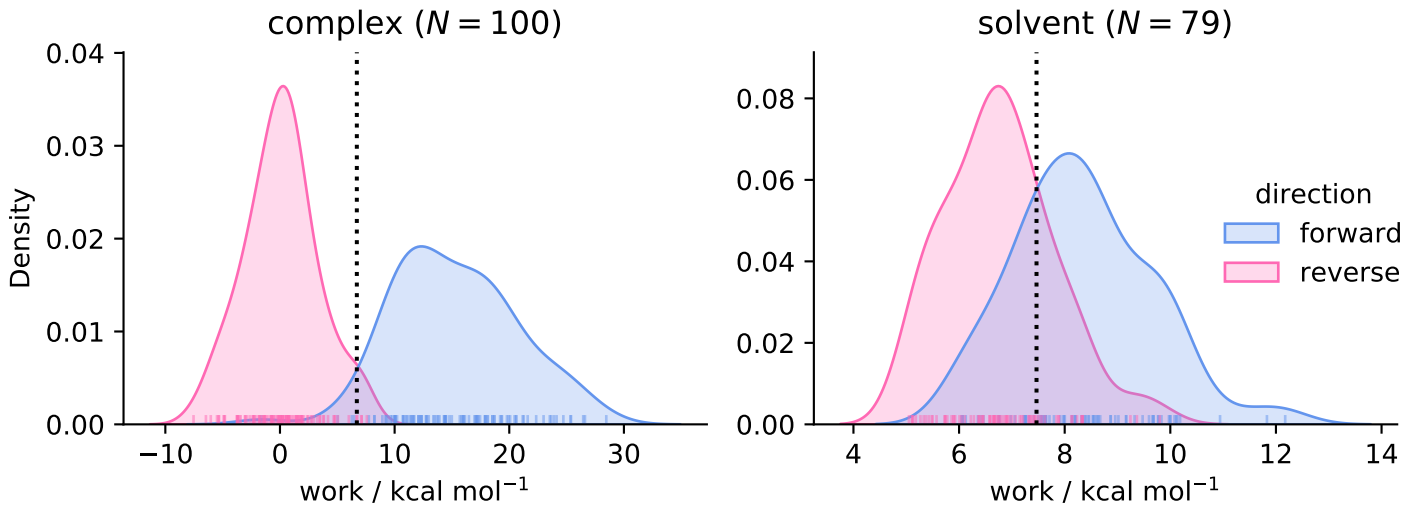 complex (N = 100)
0.04
0.03
0.02
0.01
0.00
Density
−10 0 10 20 30
work / kcal mol⁻¹
solvent (N = 79)
0.08
0.06
0.04
0.02
0.00
4 6 8 10 12 14
work / kcal mol⁻¹
direction
forward
reverse